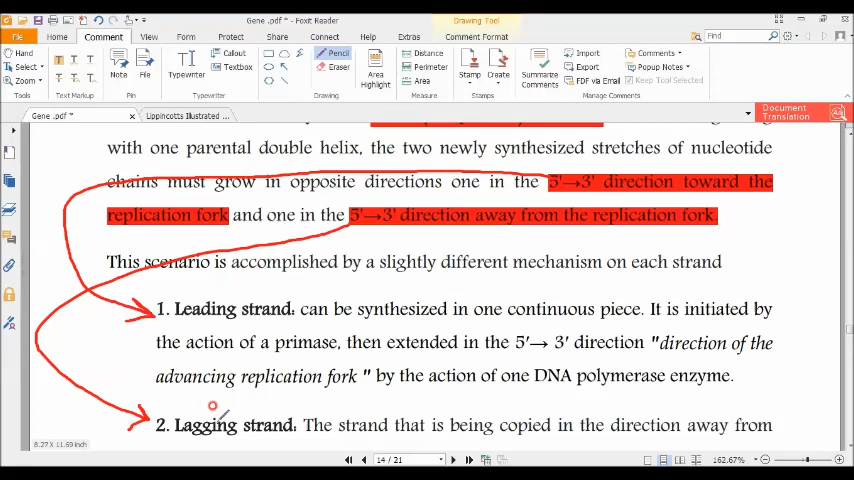 Gene .pdf * - Foxit Reader
Drawing Tool
File Home Comment View Form Protect Share Connect Help Extras Comment Format Find
Hand Select Zoom Tools
Text Markup
Note File Pin
Typewriter Callout Textbox Typewriter
Pencil Eraser Drawing
Area Highlight
Distance Perimeter Area Measure
Stamp Create Stamps
Summarize Comments Import Export FDF via Email Comments Popup Notes Keep Tool Selected Manage Comments
Gene .pdf * Lippincotts Illustrated ... Document Translation
with one parental double helix, the two newly synthesized stretches of nucleotide
chains must grow in opposite directions one in the 5'→3' direction toward the
replication fork and one in the 5'→3' direction away from the replication fork.
This scenario is accomplished by a slightly different mechanism on each strand
1. Leading strand: can be synthesized in one continuous piece. It is initiated by
the action of a primase, then extended in the 5'→ 3' direction "direction of the
advancing replication fork " by the action of one DNA polymerase enzyme.
2. Lagging strand: The strand that is being copied in the direction away from
8.27 x 11.69 inch
14 / 21 162.67%